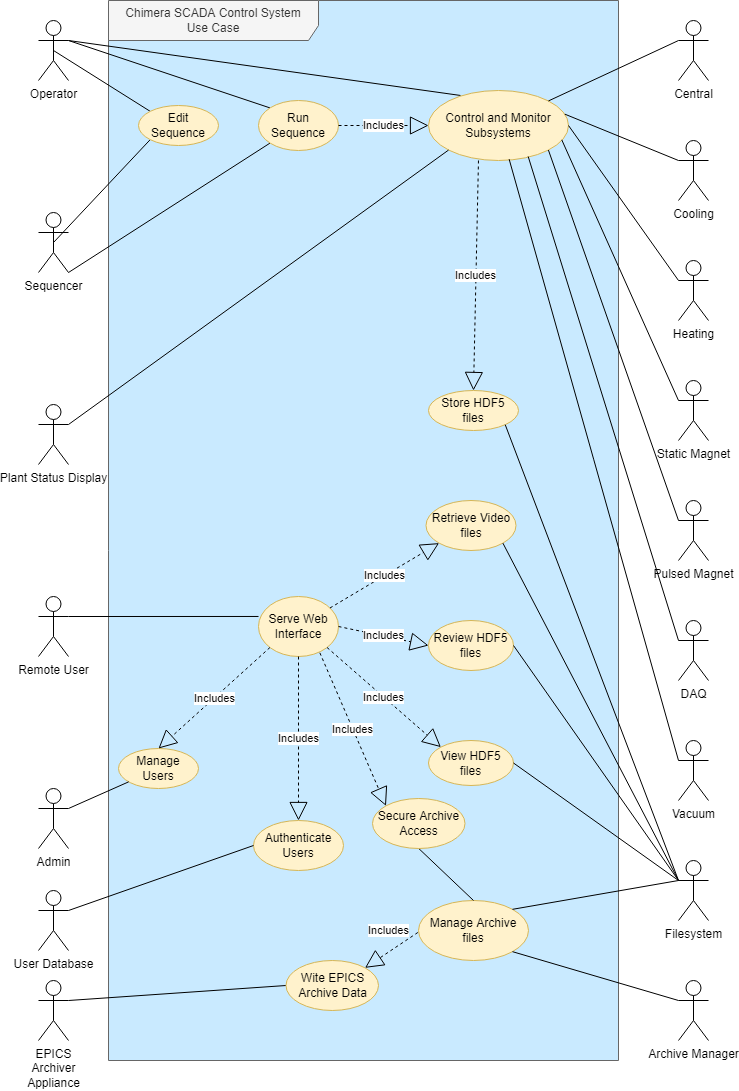 Chimera SCADA Control System
Use Case
Operator
Central
Edit
Sequence
Run
Sequence
Includes
Control and Monitor
Subsystems
Cooling
Sequencer
Includes
Heating
Store HDF5
files
Plant Status Display
Static Magnet
Retrieve Video
files
Pulsed Magnet
Includes
Serve Web
Interface
Includes
Review HDF5
files
Remote User
DAQ
Includes
Includes
Includes
Includes
Manage
Users
View HDF5
files
Vacuum
Admin
Secure Archive
Access
Authenticate
Users
User Database
Includes
Manage Archive
files
Filesystem
Wite EPICS
Archive Data
EPICS
Archiver
Appliance
Archive Manager